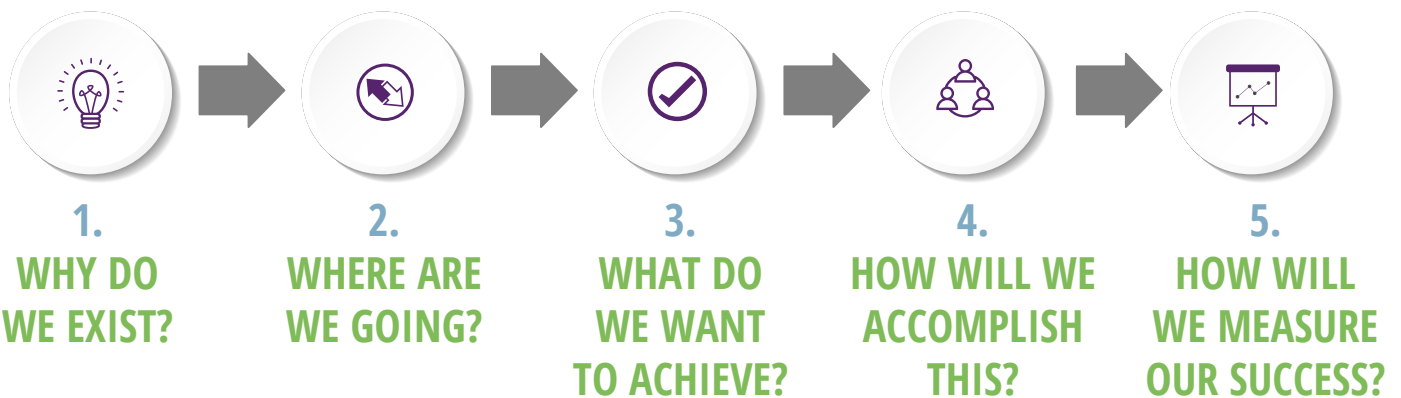 1.
WHY DO
WE EXIST?
2.
WHERE ARE
WE GOING?
3.
WHAT DO
WE WANT
TO ACHIEVE?
4.
HOW WILL WE
ACCOMPLISH
THIS?
5.
HOW WILL
WE MEASURE
OUR SUCCESS?